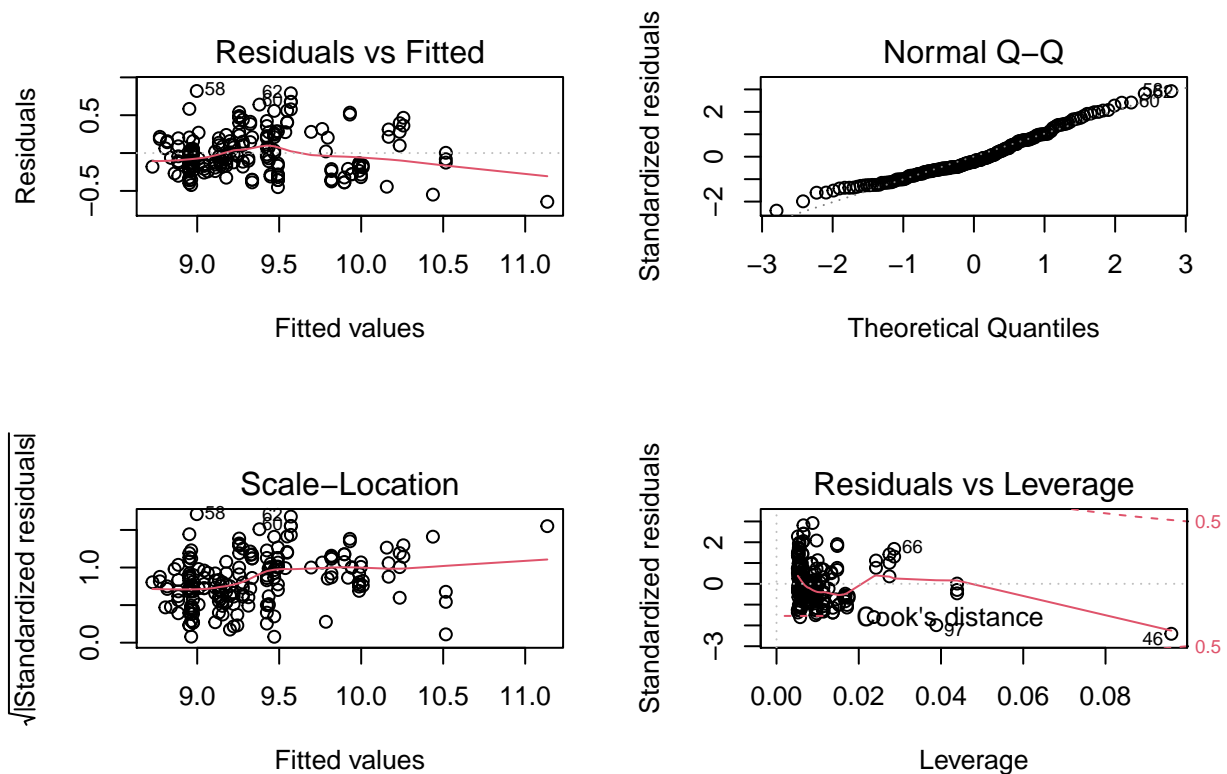 Residuals vs Fitted
Residuals
0.5
−0.5
58
62
60
9.0 9.5 10.0 10.5 11.0
Fitted values
Normal Q−Q
Standardized residuals
2
0
−2
58
62
60
−3 −2 −1 0 1 2 3
Theoretical Quantiles
Scale−Location
√|Standardized residuals|
1.0
0.0
58
62
60
9.0 9.5 10.0 10.5 11.0
Fitted values
Residuals vs Leverage
Standardized residuals
2
0
−3
66
Cook's distance
97
46
0.5
0.5
0.00 0.02 0.04 0.06 0.08
Leverage